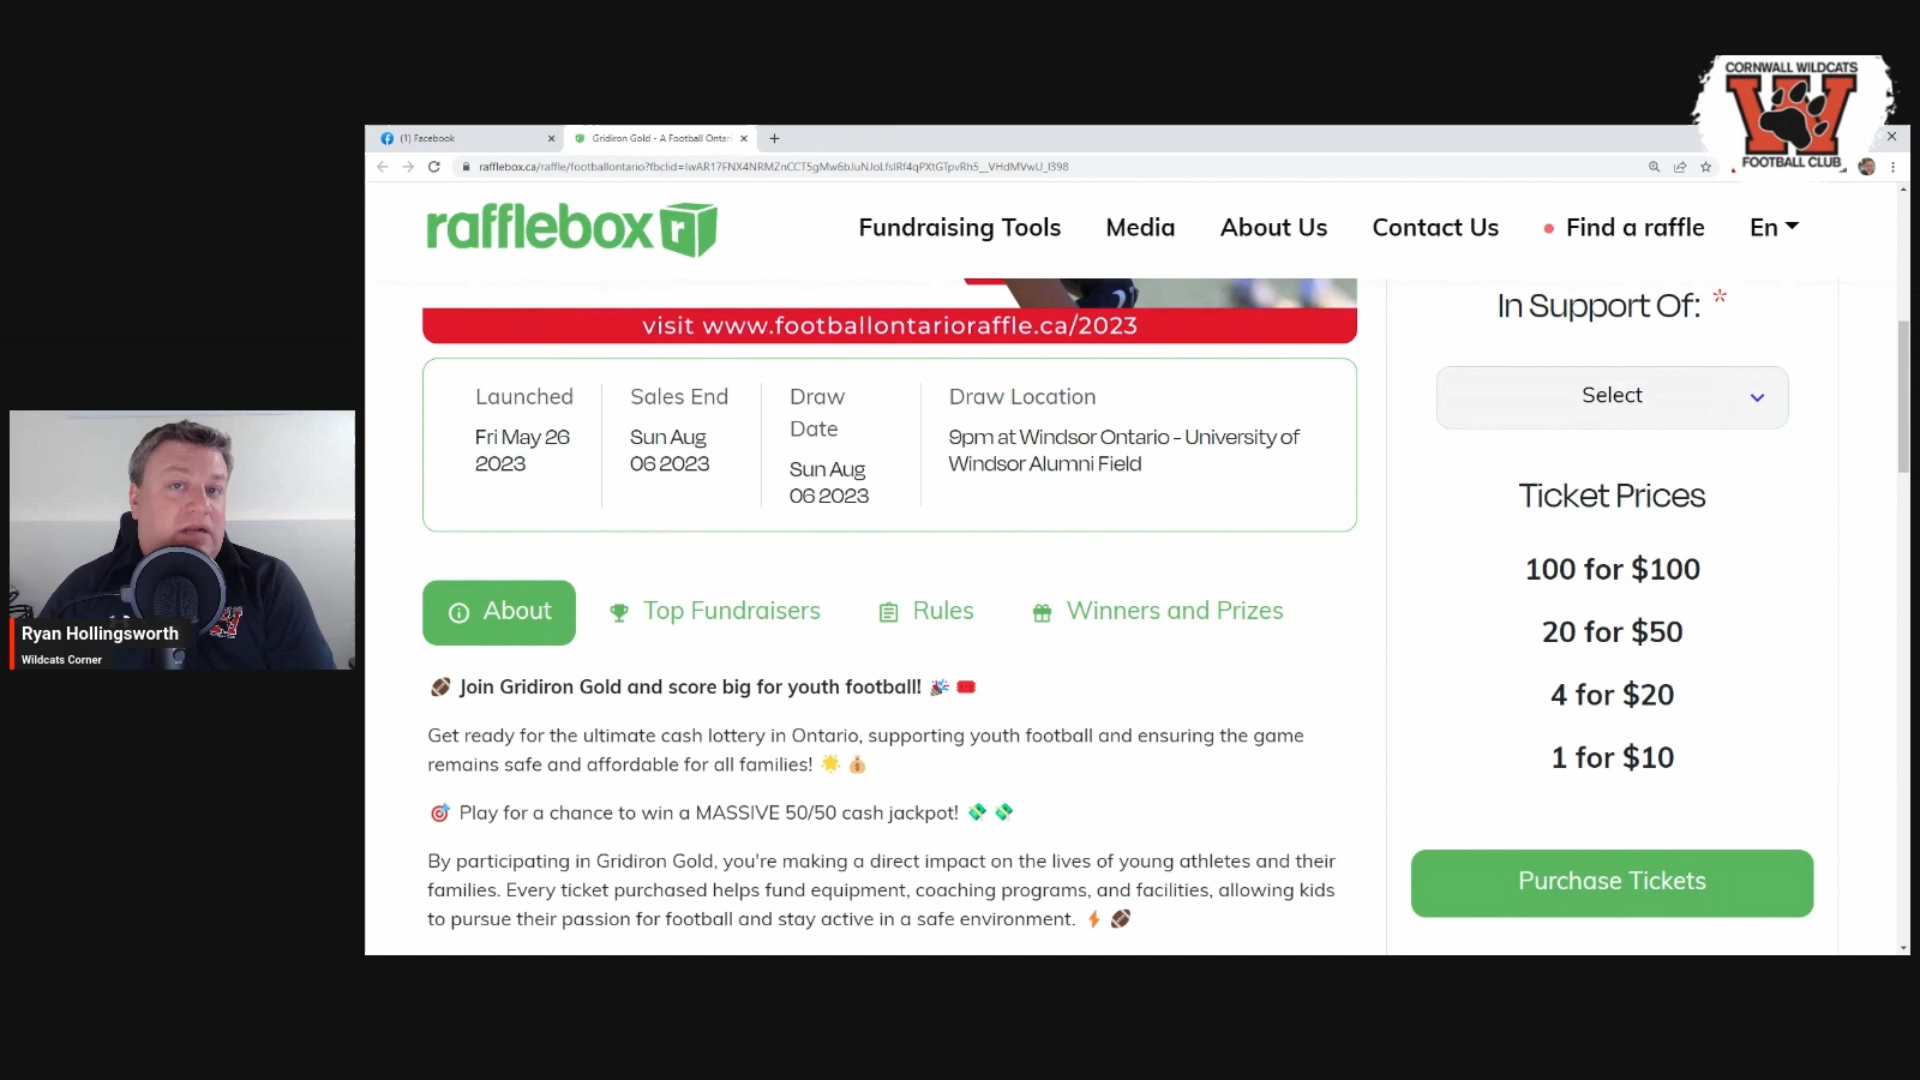 CORNWALL WILDCATS
FOOTBALL CLUB
(1) Facebook
Gridiron Gold - A Football Ontar
rafflebox
r
Fundraising Tools
Media
About Us
Contact Us
Find a raffle
En
visit www.footballontarioraffle.ca/2023
In Support Of: *
Select
Launched
Fri May 26
2023
Sales End
Sun Aug
06 2023
Draw
Date
Sun Aug
06 2023
Draw Location
9pm at Windsor Ontario - University of
Windsor Alumni Field
Ticket Prices
100 for $100
20 for $50
4 for $20
1 for $10
Purchase Tickets
About
Top Fundraisers
Rules
Winners and Prizes
🏈 Join Gridiron Gold and score big for youth football! 🎉 🎟️
Get ready for the ultimate cash lottery in Ontario, supporting youth football and ensuring the game
remains safe and affordable for all families! 🌟 💰
🎯 Play for a chance to win a MASSIVE 50/50 cash jackpot! 💸 💸
By participating in Gridiron Gold, you're making a direct impact on the lives of young athletes and their
families. Every ticket purchased helps fund equipment, coaching programs, and facilities, allowing kids
to pursue their passion for football and stay active in a safe environment. ⚡ 🏈
Ryan Hollingsworth
Wildcats Corner